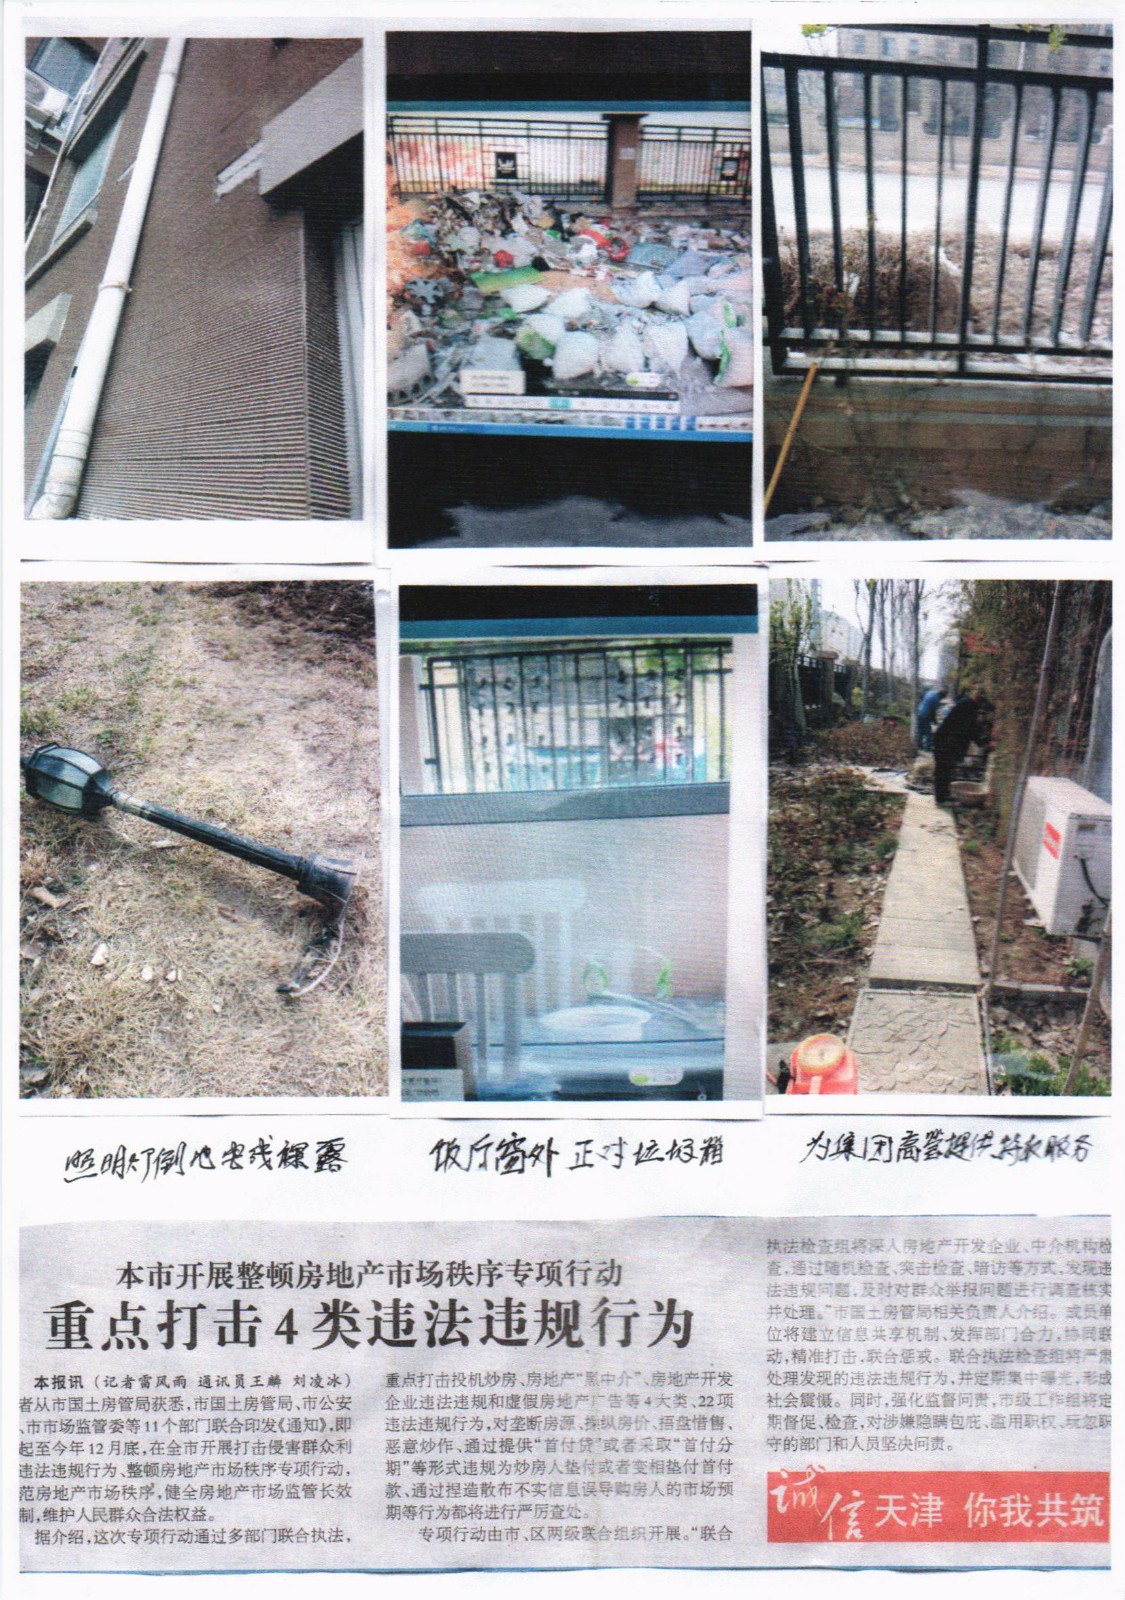 照明灯倒地电线裸露
饭厅窗外正对垃圾箱
为集团高管提供特权服务
本市开展整顿房地产市场秩序专项行动
重点打击4类违法违规行为
本报讯（记者雷风雨 通讯员王麟 刘凌冰）
者从市国土房管局获悉,市国土房管局、市公安
、市市场监管委等11个部门联合印发《通知》,即
起至今年12月底,在全市开展打击侵害群众利
违法违规行为、整顿房地产市场秩序专项行动,
范房地产市场秩序,健全房地产市场监管长效
制,维护人民群众合法权益。
据介绍,这次专项行动通过多部门联合执法,
重点打击投机炒房、房地产“黑中介”、房地产开发
企业违法违规和虚假房地产广告等4大类、22项
违法违规行为,对垄断房源、操纵房价、捂盘惜售、
恶意炒作、通过提供“首付贷”或者采取“首付分
期”等形式违规为炒房人垫付或者变相垫付首付
款、通过捏造散布不实信息误导购房人的市场预
期等行为都将进行严厉查处。
专项行动由市、区两级联合组织开展。“联合
执法检查组将深入房地产开发企业、中介机构检
查,通过随机检查、突击检查、暗访等方式,发现违
法违规问题,及时对群众举报问题进行调查核实
并处理。”市国土房管局相关负责人介绍。成员单
位将建立信息共享机制、发挥部门合力,协同联
动,精准打击,联合惩戒。联合执法检查组将严肃
处理发现的违法违规行为,并定期集中曝光,形成
社会震慑。同时,强化监督问责,市级工作组将定
期督促、检查,对涉嫌隐瞒包庇、滥用职权、玩忽职
守的部门和人员坚决问责。
诚信天津 你我共筑